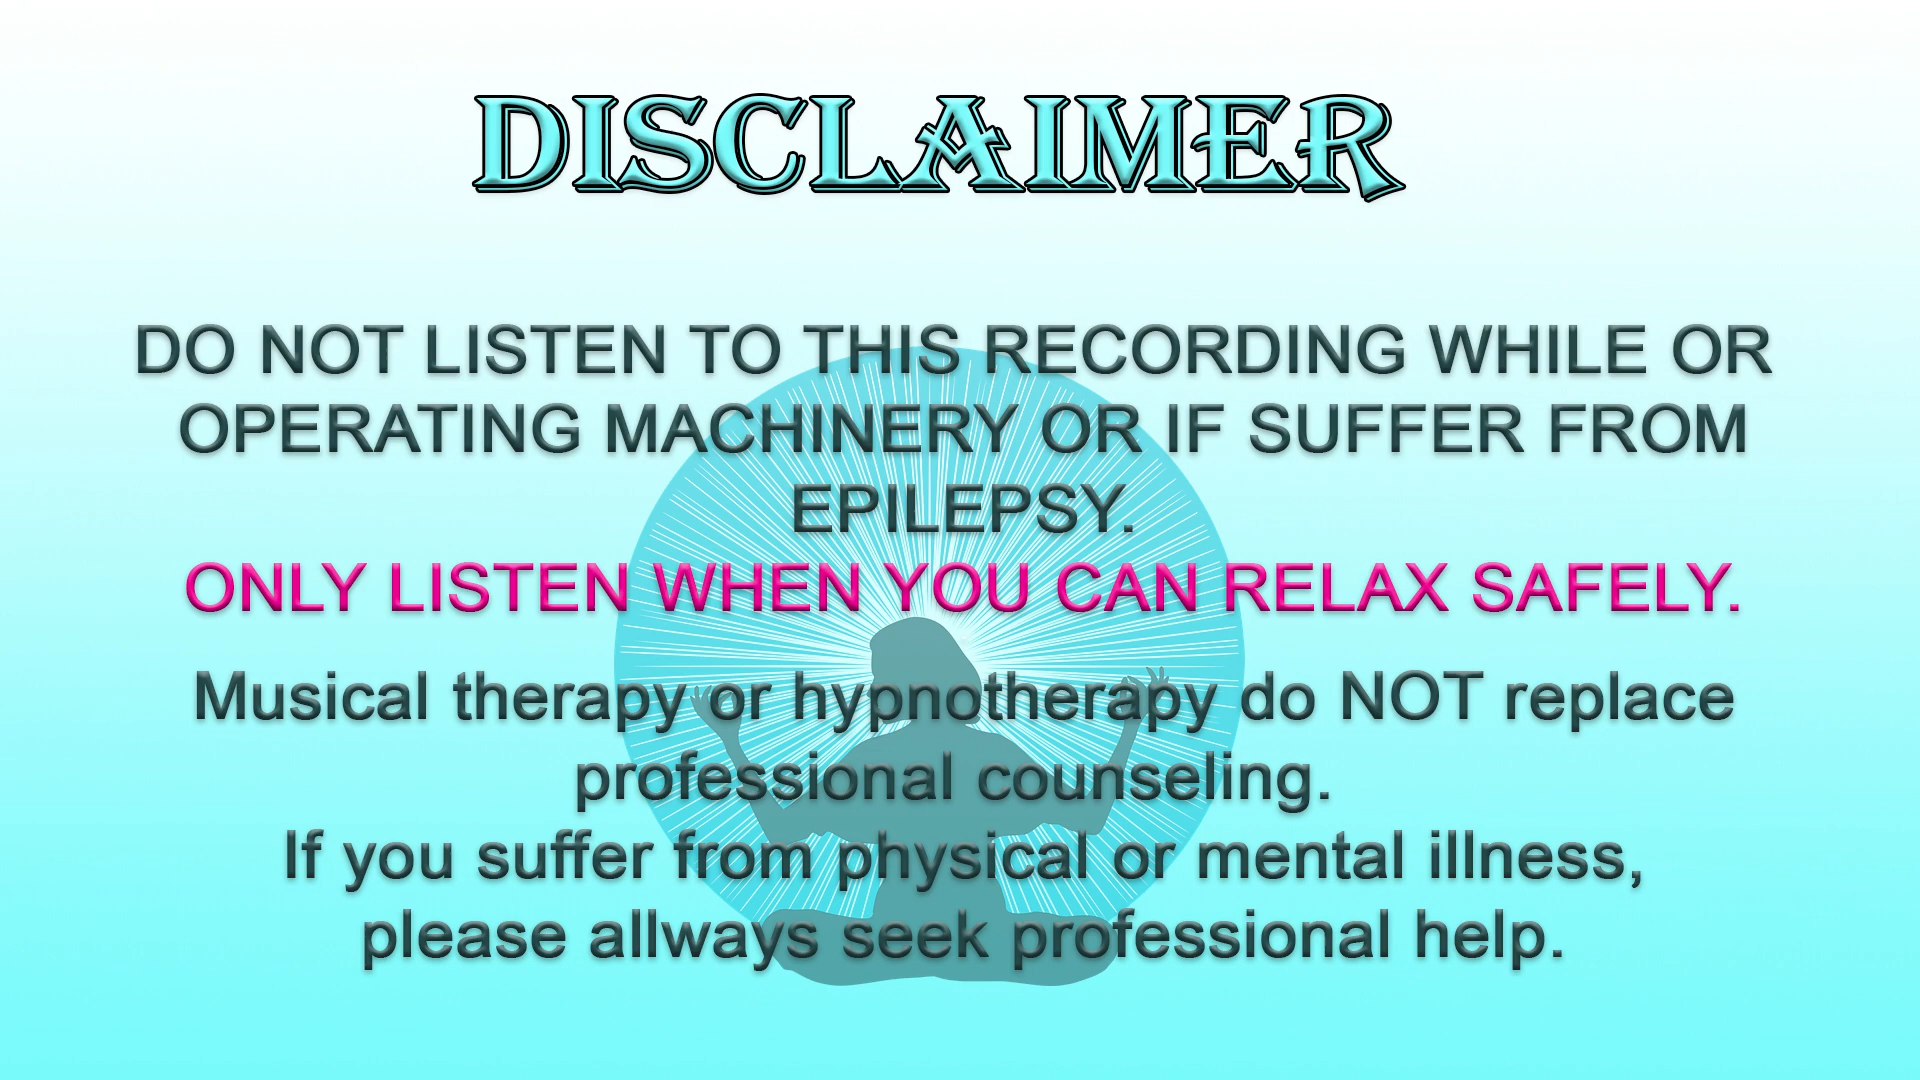 DISCLAIMER
DO NOT LISTEN TO THIS RECORDING WHILE OR
OPERATING MACHINERY OR IF SUFFER FROM
EPILEPSY.
ONLY LISTEN WHEN YOU CAN RELAX SAFELY.
Musical therapy or hypnotherapy do NOT replace
professional counseling.
If you suffer from physical or mental illness,
please allways seek professional help.